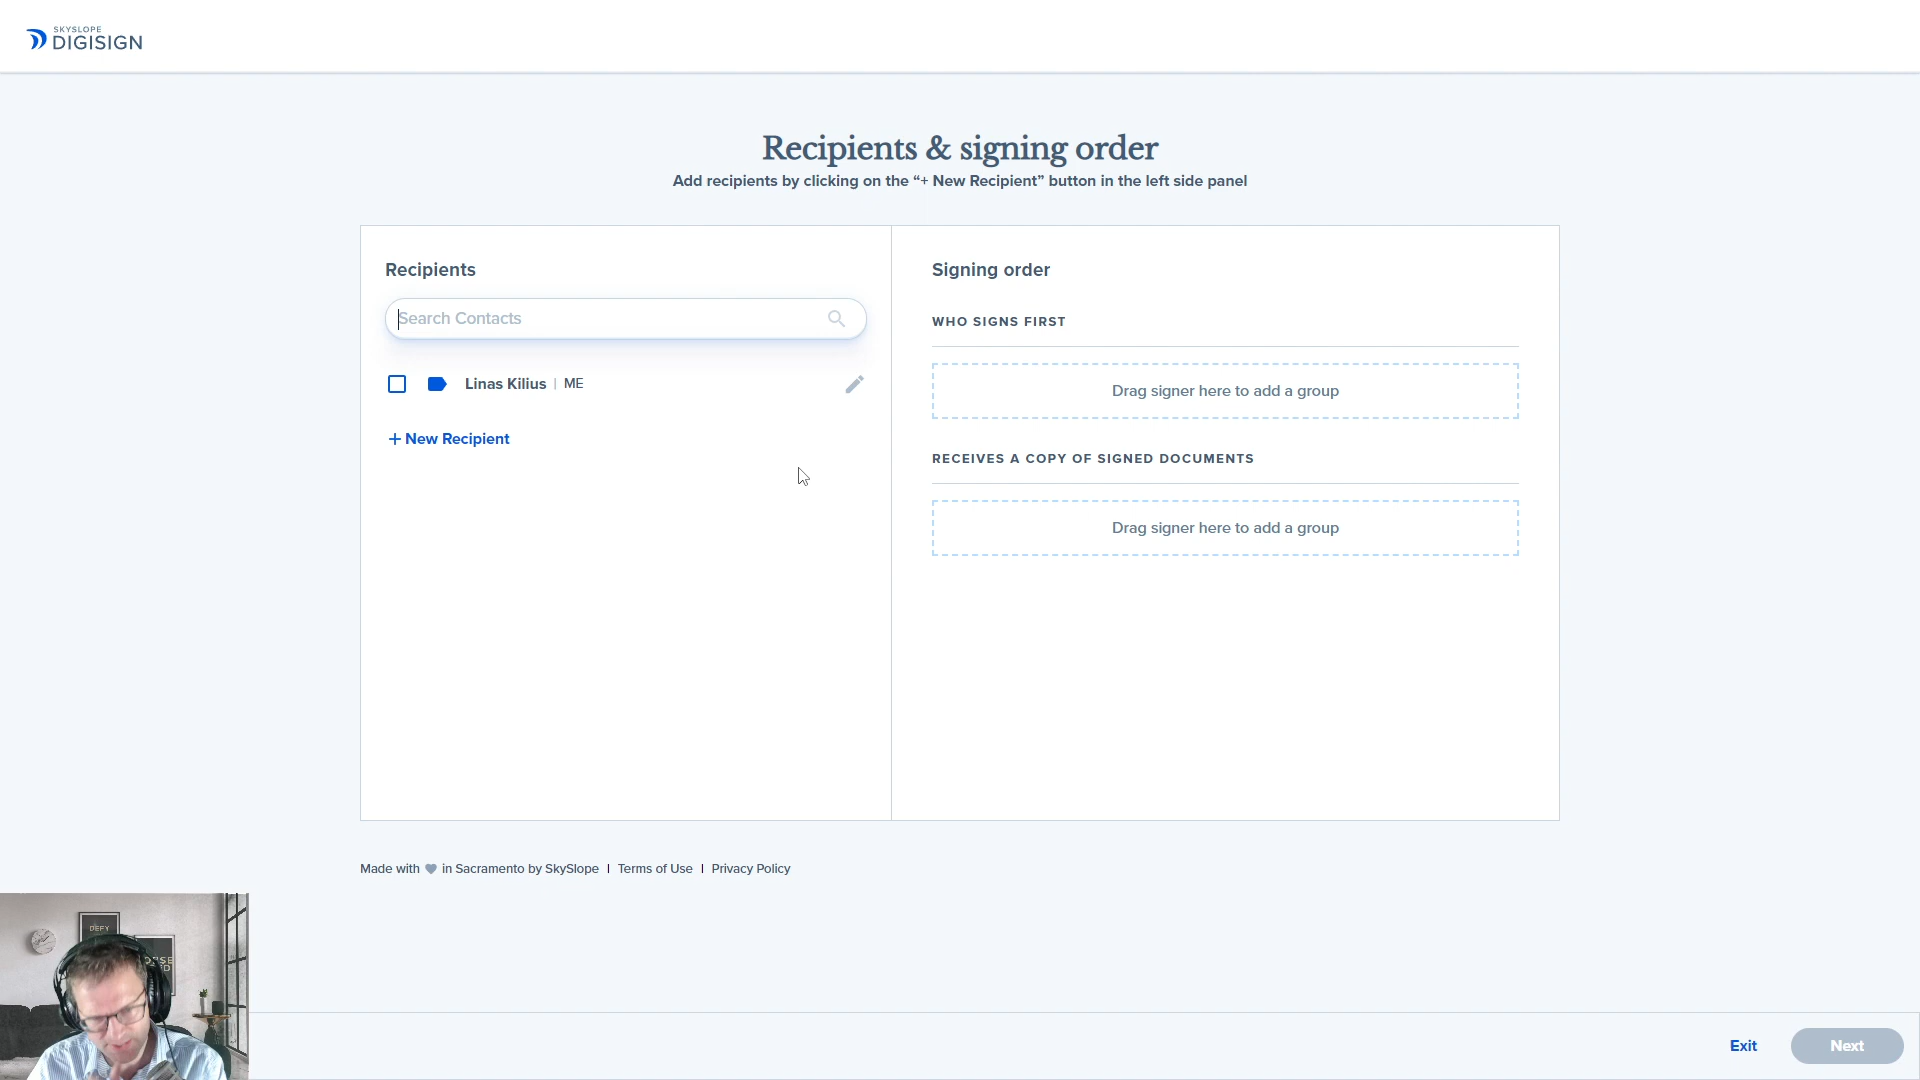 SKYSLOPE
DIGISIGN
Recipients & signing order
Add recipients by clicking on the “+ New Recipient” button in the left side panel
Recipients
Search Contacts
Linas Kilius | ME
+ New Recipient
Signing order
WHO SIGNS FIRST
Drag signer here to add a group
RECEIVES A COPY OF SIGNED DOCUMENTS
Drag signer here to add a group
Made with in Sacramento by SkySlope | Terms of Use | Privacy Policy
DEFY
Exit
Next